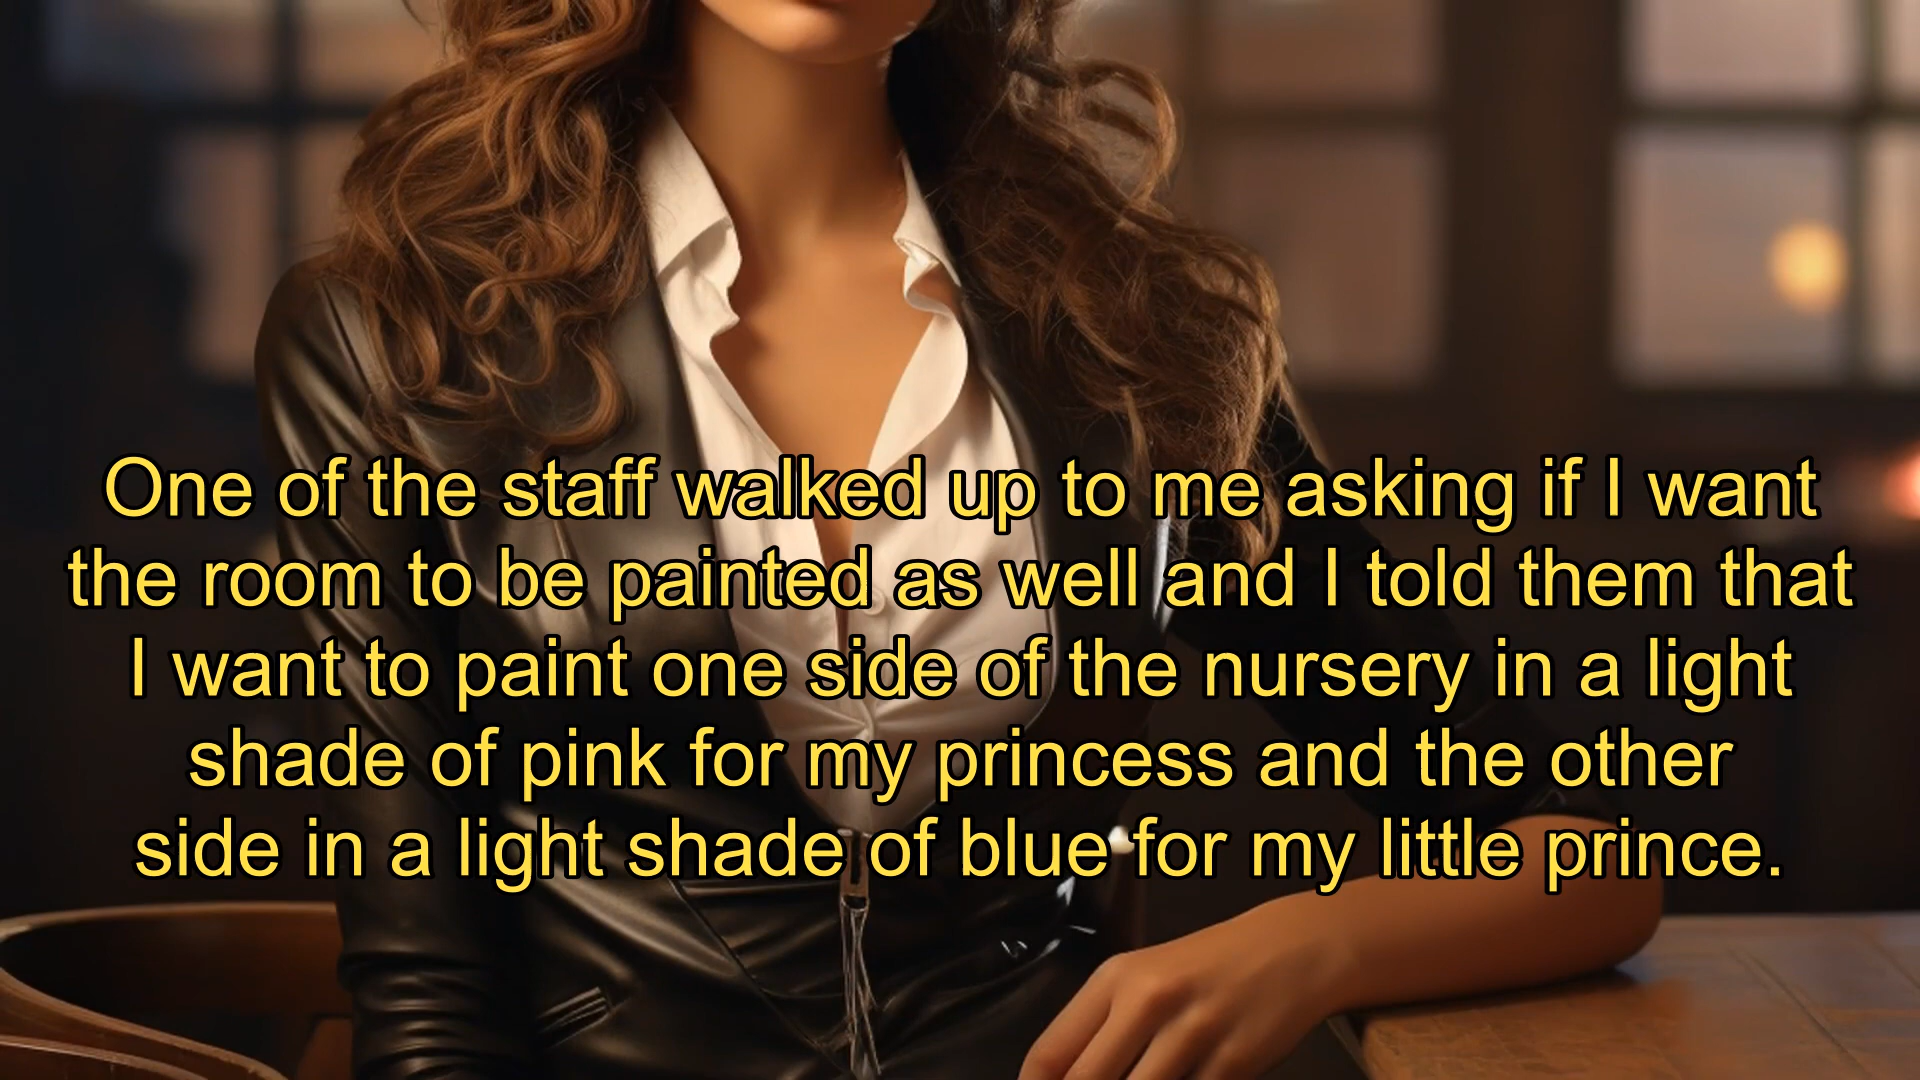 One of the staff walked up to me asking if I want
the room to be painted as well and I told them that
I want to paint one side of the nursery in a light
shade of pink for my princess and the other
side in a light shade of blue for my little prince.